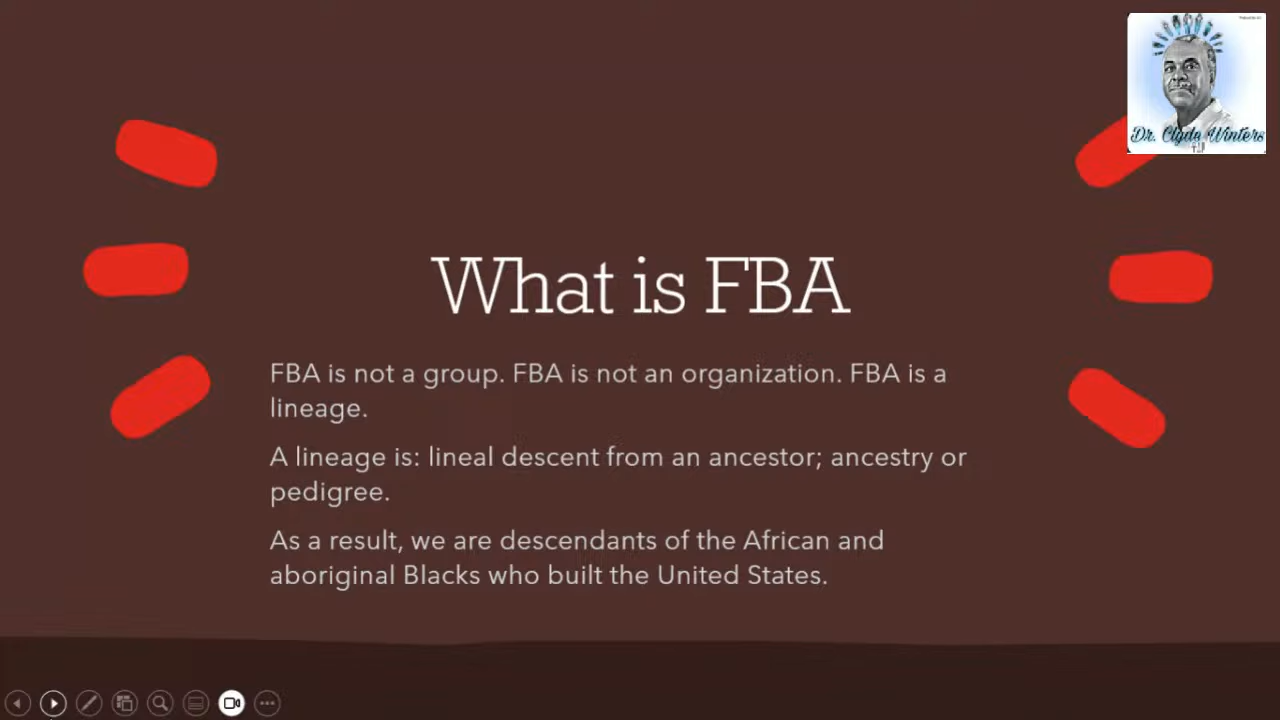 Dr. Clyde Winters
What is FBA
FBA is not a group. FBA is not an organization. FBA is a
lineage.
A lineage is: lineal descent from an ancestor; ancestry or
pedigree.
As a result, we are descendants of the African and
aboriginal Blacks who built the United States.